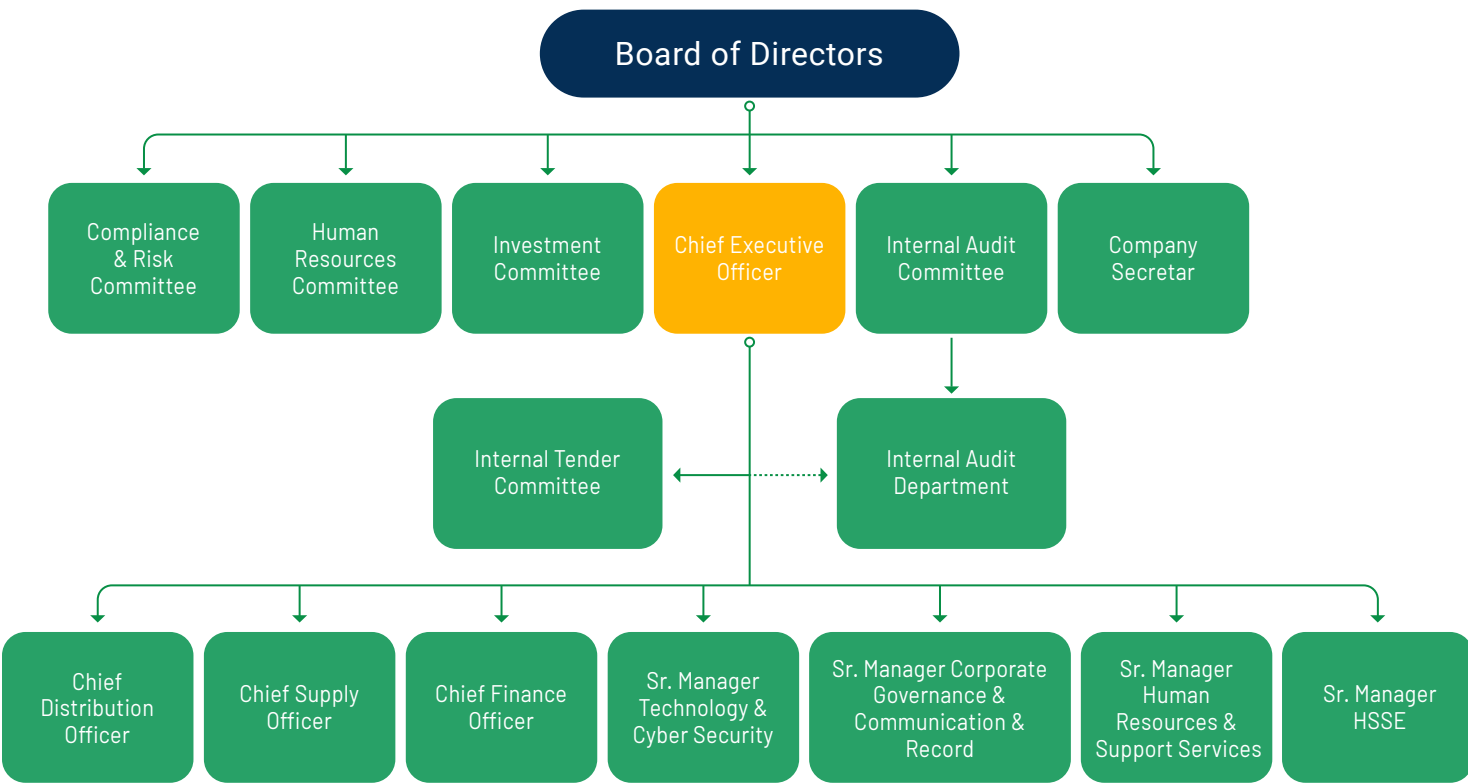 Board of Directors
Compliance
& Risk
Committee
Human
Resources
Committee
Investment
Committee
Chief Executive
Officer
Internal Audit
Committee
Company
Secretar
Internal Tender
Committee
Internal Audit
Department
Chief
Distribution
Officer
Chief Supply
Officer
Chief Finance
Officer
Sr. Manager
Technology &
Cyber Security
Sr. Manager Corporate
Governance &
Communication &
Record
Sr. Manager
Human
Resources &
Support Services
Sr. Manager
HSSE